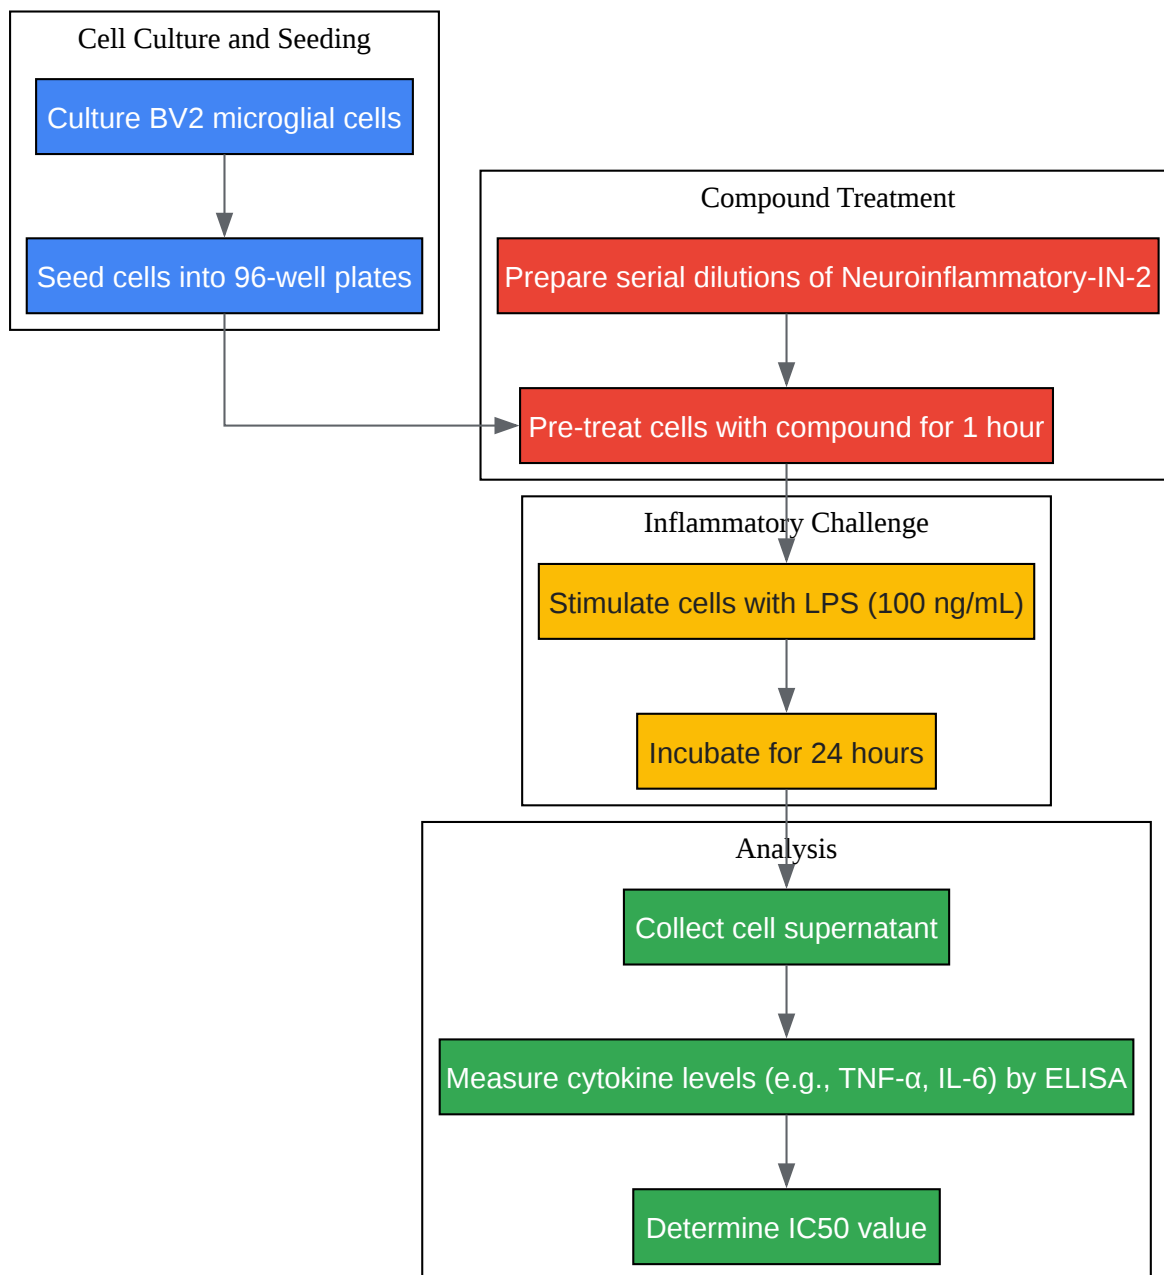 Cell Culture and Seeding
Culture BV2 microglial cells
Seed cells into 96-well plates
Compound Treatment
Prepare serial dilutions of Neuroinflammatory-IN-2
Pre-treat cells with compound for 1 hour
Inflammatory Challenge
Stimulate cells with LPS (100 ng/mL)
Incubate for 24 hours
Analysis
Collect cell supernatant
Measure cytokine levels (e.g., TNF-α, IL-6) by ELISA
Determine IC50 value